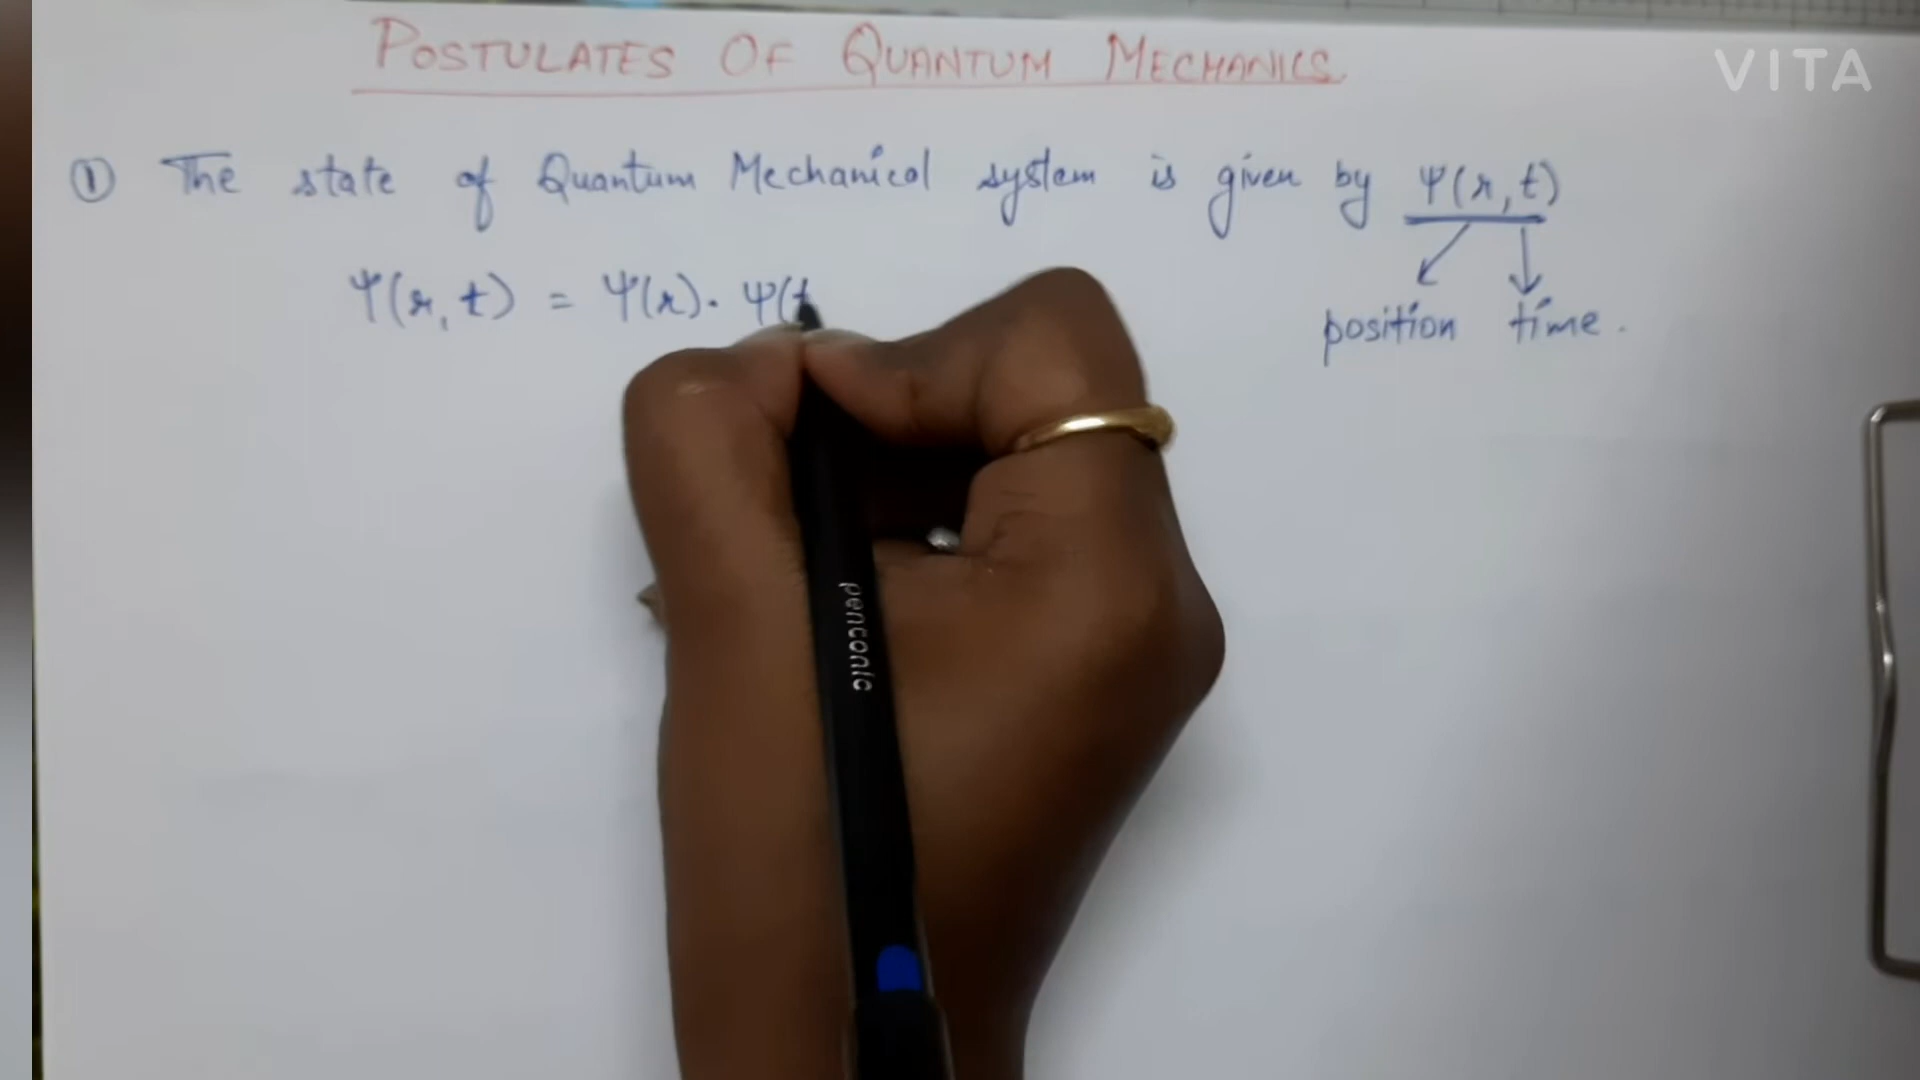 POSTULATES OF QUANTUM MECHANICS
VITA
① The state of Quantum Mechanical system is given by Ψ(r, t)
Ψ(r, t) = Ψ(r) · Ψ(t
position time.
penconic